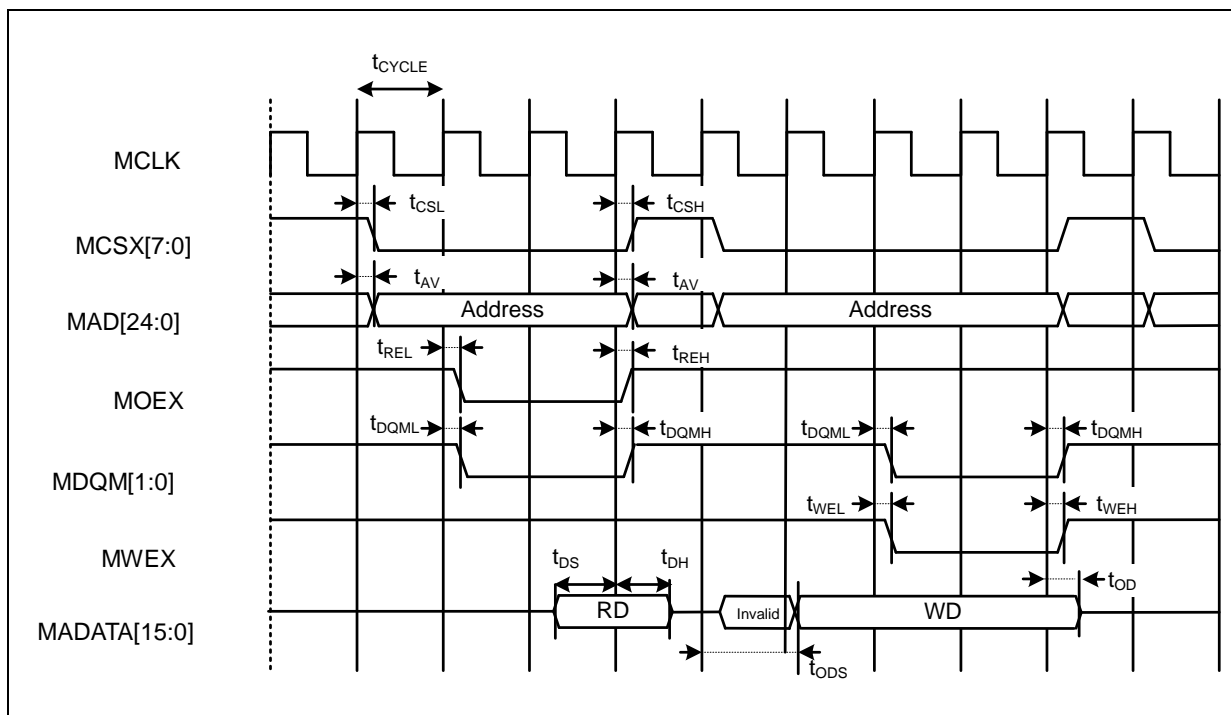 tCYCLE
MCLK
tCSL tCSH
MCSX[7:0]
tAV tAV
MAD[24:0] Address Address
tREL tREH
MOEX
tDQML tDQMH tDQML tDQMH
MDQM[1:0]
tWEL tWEH
MWEX
tDS tDH tOD
MADATA[15:0] RD Invalid WD
tODS